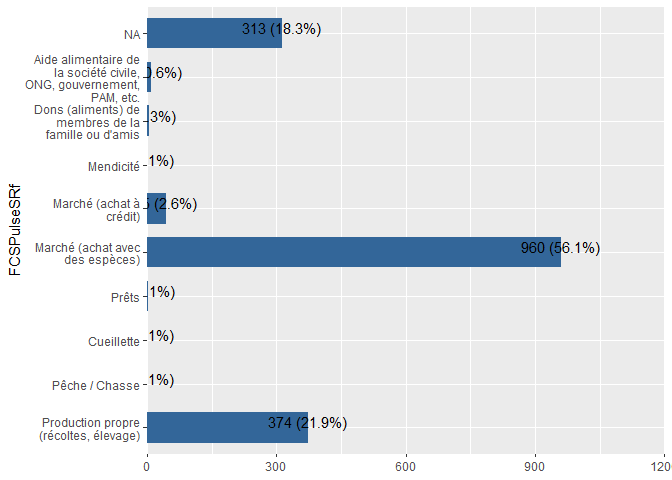 FCSPulseSRf
NA
313 (18.3%)
Aide alimentaire de
la société civile,
ONG, gouvernement,
PAM, etc.
.6%)
Dons (aliments) de
membres de la
famille ou d'amis
3%)
Mendicité
1%)
Marché (achat à
crédit)
(2.6%)
Marché (achat avec
des espèces)
960 (56.1%)
Prêts
1%)
Cueillette
1%)
Pêche / Chasse
1%)
Production propre
(récoltes, élevage)
374 (21.9%)
0 300 600 900 120